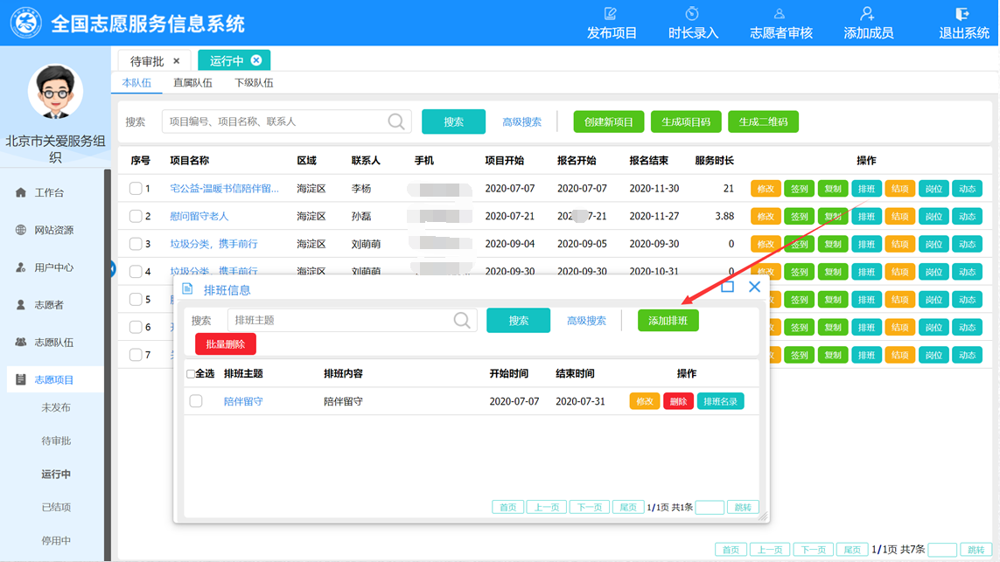 全国志愿服务信息系统
发布项目 时长录入 志愿者审核 添加成员 退出系统
待审批 × 运行中
本队伍 直属队伍 下级队伍
北京市关爱服务组
织
搜索 项目编号、项目名称、联系人 搜索 高级搜索 创建新项目 生成项目码 生成二维码
序号 项目名称 区域 联系人 手机 项目开始 报名开始 报名结束 服务时长 操作
1 宅公益-温暖书信陪伴留... 海淀区 李杨 2020-07-07 2020-07-07 2020-11-30 21 修改 签到 复制 排班 结项 岗位 动态
2 慰问留守老人 海淀区 孙磊 2020-07-21 202 7-21 2020-11-27 3.88 修改 签到 复制 排班 结项 岗位 动态
3 垃圾分类，携手前行 海淀区 刘萌萌 2020-09-04 2020-09-05 2020-09-30 0 修改 签到 复制 排班 结项 岗位 动态
4 垃圾分类，携手前行 海淀区 刘萌萌 2020-09-30 2020-09-30 2020-10-31 0 修改 签到 复制 排班 结项 岗位 动态
5 签到 复制 排班 结项 岗位 动态
6 签到 复制 排班 结项 岗位 动态
7 签到 复制 排班 结项 岗位 动态
工作台
网站资源
用户中心
志愿者
志愿队伍
志愿项目
未发布
待审批
运行中
已结项
停用中
排班信息
搜索 排班主题 搜索 高级搜索 添加排班
批量删除
全选 排班主题 排班内容 开始时间 结束时间 操作
陪伴留守 陪伴留守 2020-07-07 2020-07-31 修改 删除 排班名录
首页 上一页 下一页 尾页 1/1页 共1条 跳转
首页 上一页 下一页 尾页 1/1页 共7条 跳转